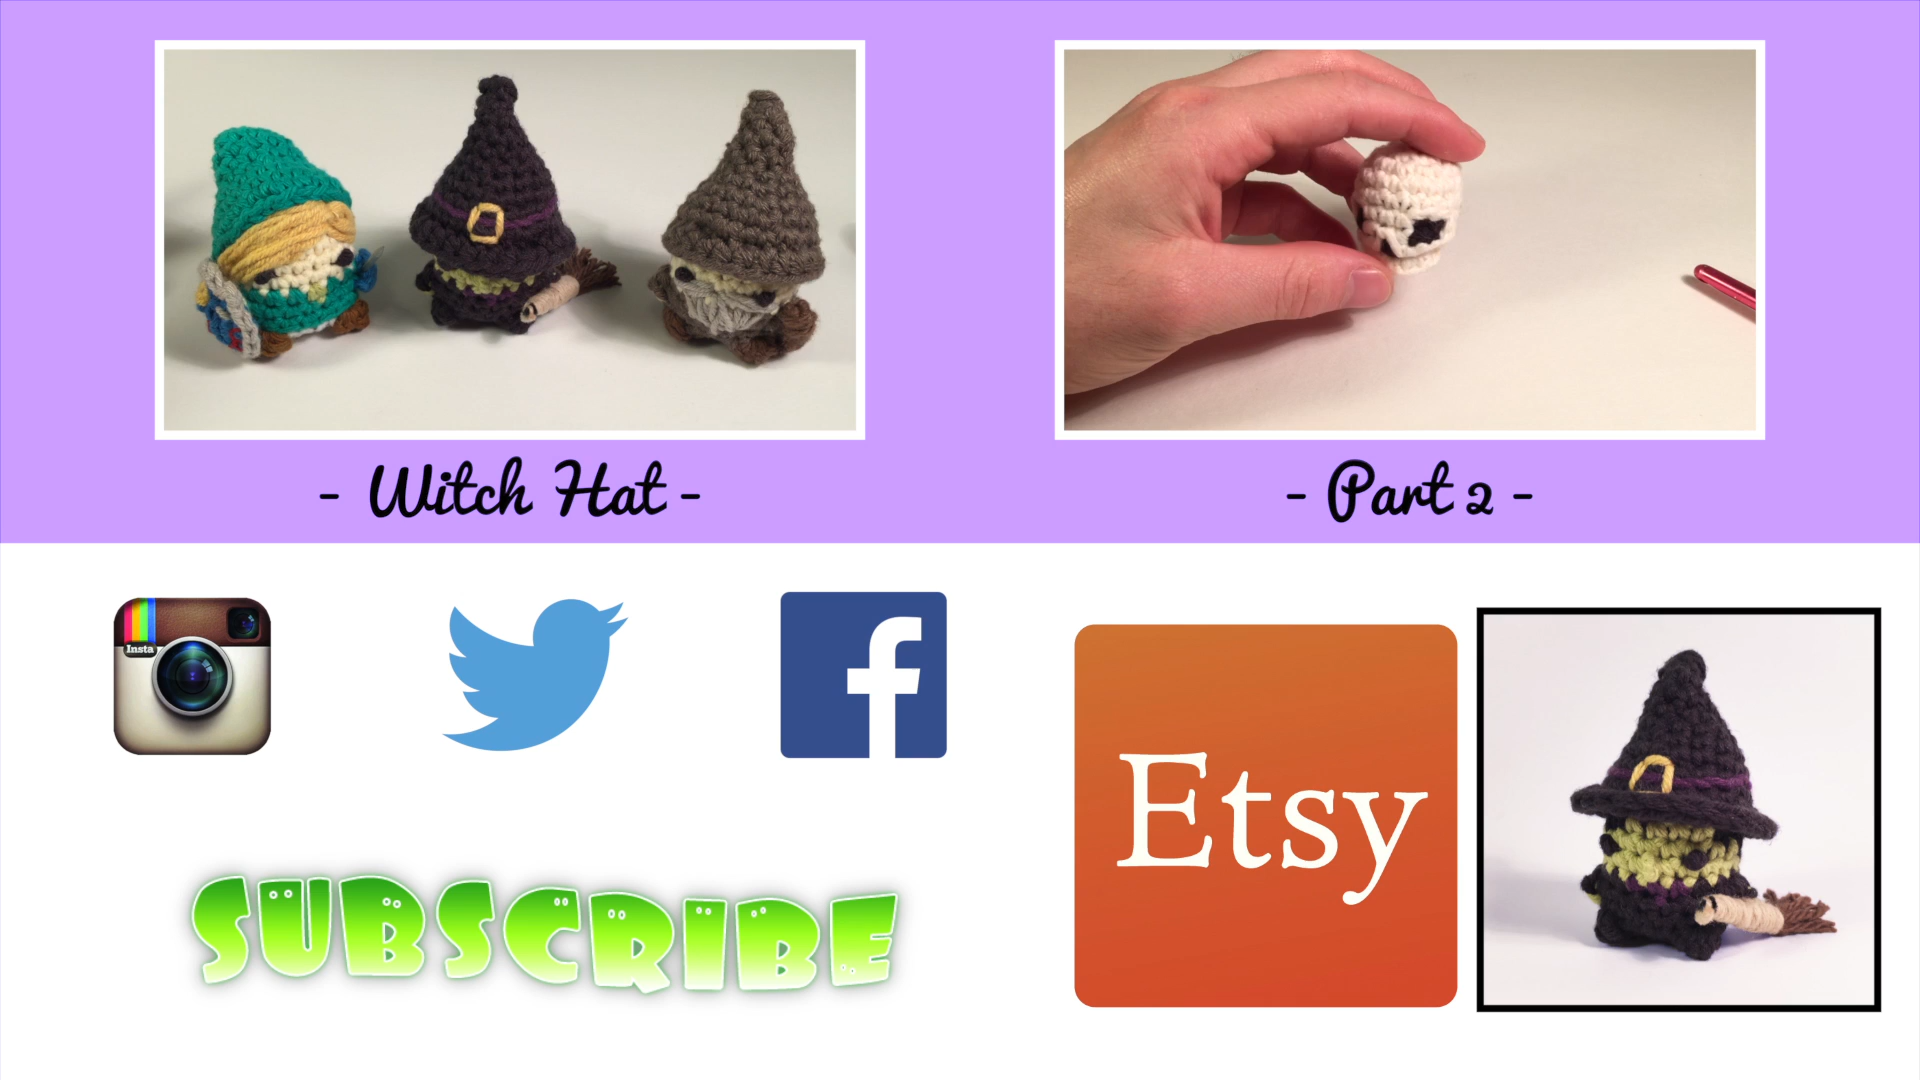 - Witch Hat -
- Part 2 -
Insta
Etsy
SUBSCRIBE